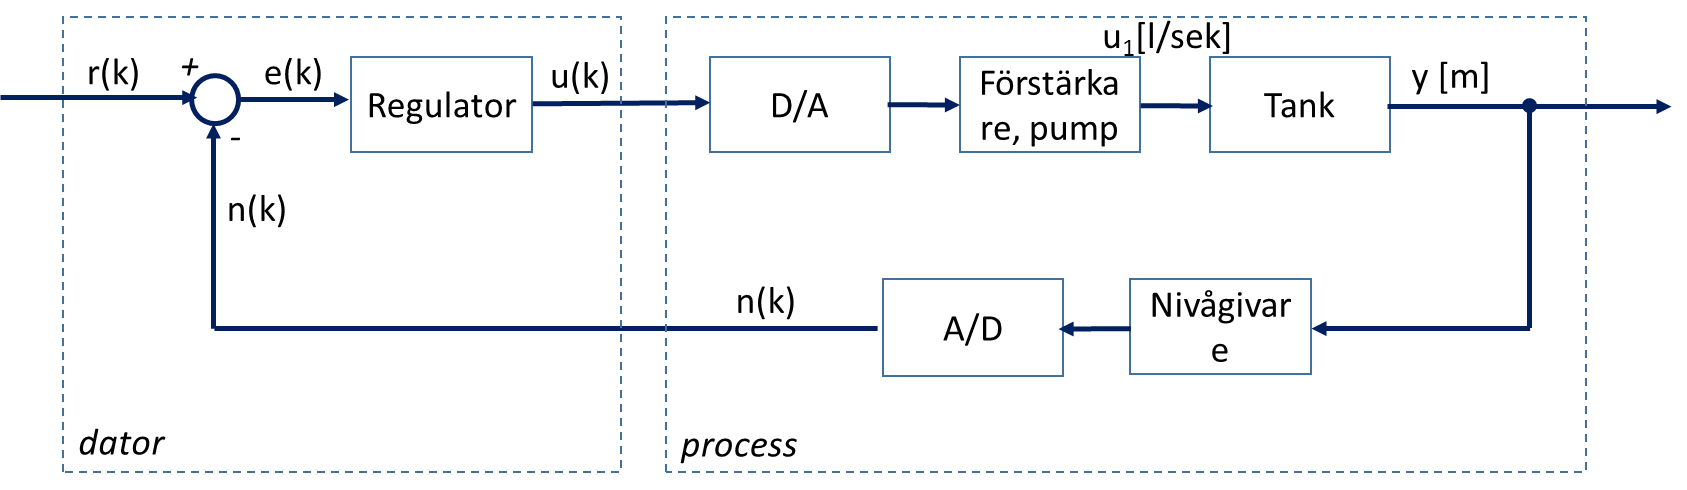 u1[l/sek]
r(k)
+
e(k)
Regulator
u(k)
D/A
Förstärka
re, pump
Tank
y [m]
-
n(k)
n(k)
A/D
Nivågivar
e
dator
process